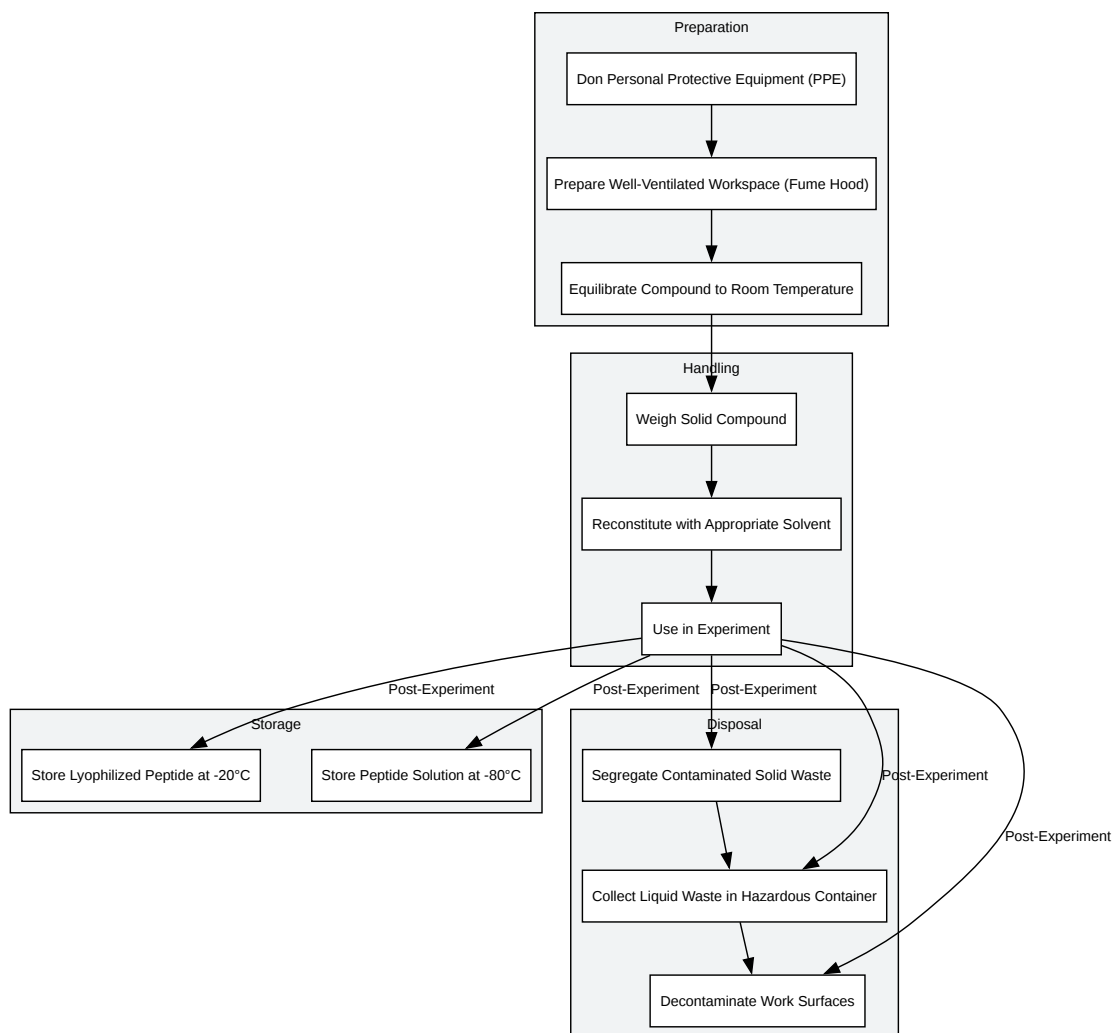 Preparation
Don Personal Protective Equipment (PPE)
Prepare Well-Ventilated Workspace (Fume Hood)
Equilibrate Compound to Room Temperature
Handling
Weigh Solid Compound
Reconstitute with Appropriate Solvent
Use in Experiment
Post-Experiment
Post-Experiment
Post-Experiment
Storage
Store Lyophilized Peptide at -20°C
Store Peptide Solution at -80°C
Disposal
Segregate Contaminated Solid Waste
Post-Experiment
Post-Experiment
Collect Liquid Waste in Hazardous Container
Decontaminate Work Surfaces